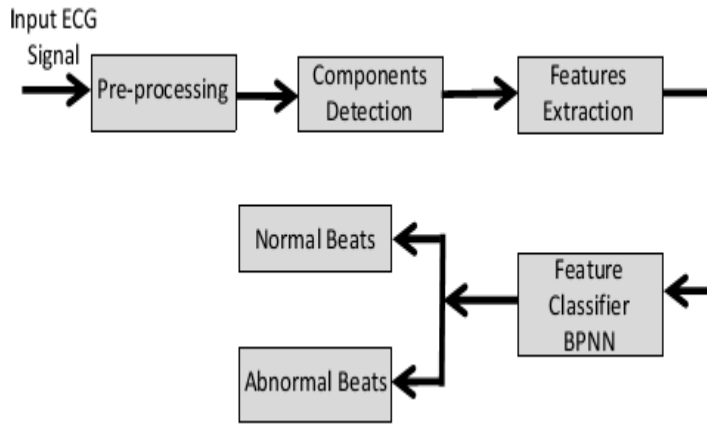 Input ECG
Signal
Pre-processing
Components
Detection
Features
Extraction
Normal Beats
Feature
Classifier
BPNN
Abnormal Beats